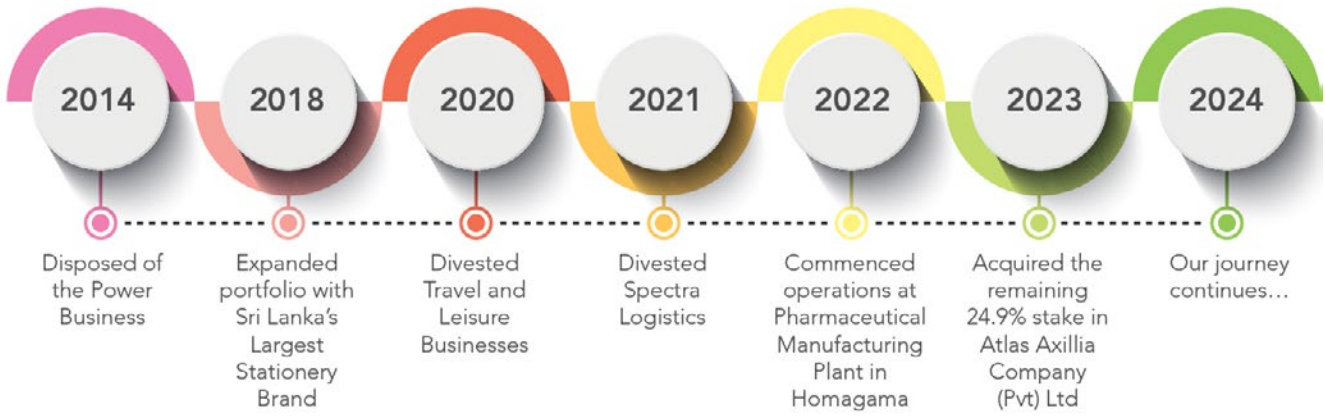 2014
2018
2020
2021
2022
2023
2024
Disposed of
the Power
Business
Expanded
portfolio with
Sri Lanka's
Largest
Stationery
Brand
Divested
Travel and
Leisure
Businesses
Divested
Spectra
Logistics
Commenced
operations at
Pharmaceutical
Manufacturing
Plant in
Homagama
Acquired the
remaining
24.9% stake in
Atlas Axillia
Company
(Pvt) Ltd
Our journey
continues…